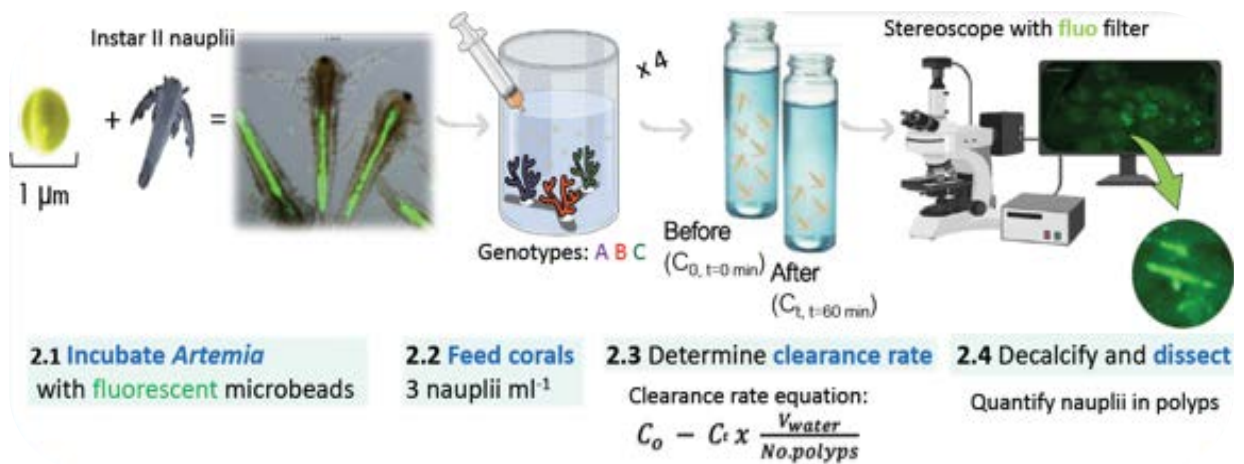 Instar II nauplii
+
=
1 µm
x 4
Genotypes: A B C
Before
(C0, t=0 min)
After
(Ct, t=60 min)
Stereoscope with fluo filter
2.1 Incubate Artemia
with fluorescent microbeads
2.2 Feed corals
3 nauplii ml-1
2.3 Determine clearance rate
Clearance rate equation:
Co − Ct x Vwater / No.polyps
2.4 Decalcify and dissect
Quantify nauplii in polyps